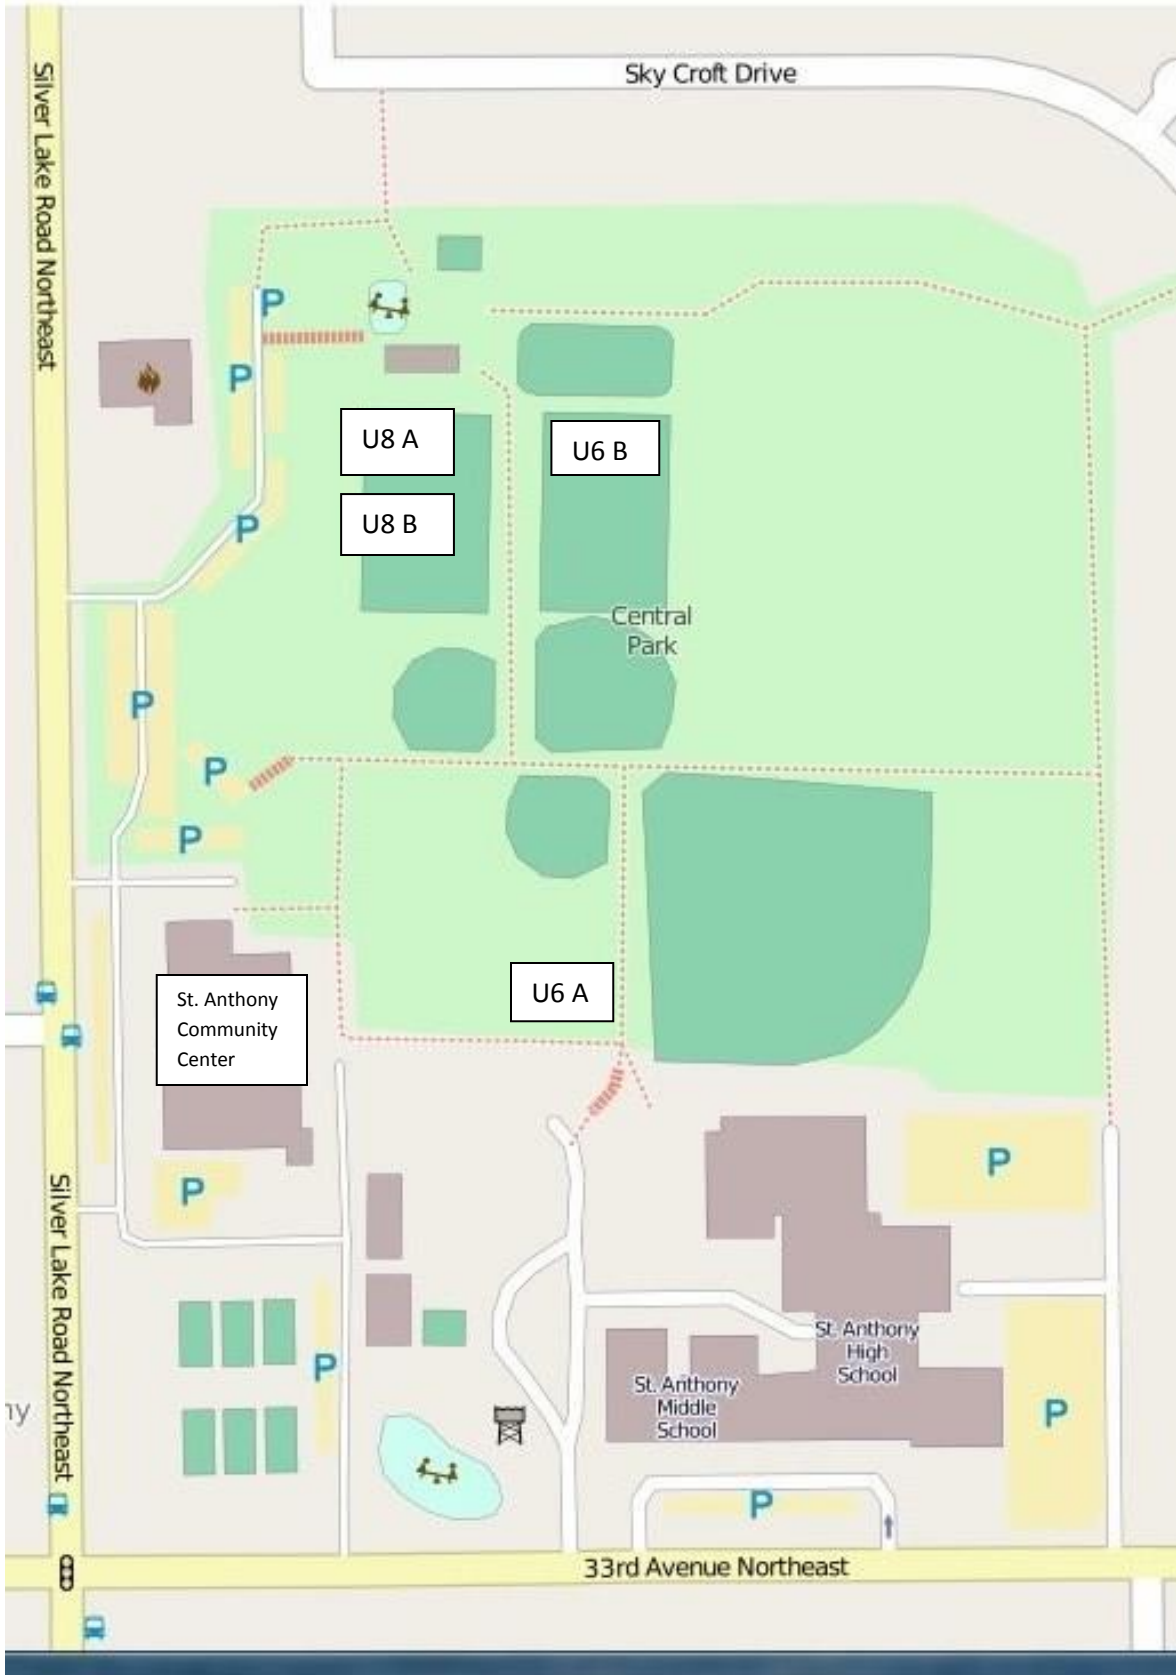 Sky Croft Drive
Silver Lake Road Northeast
P
P
U8 A
U6 B
U8 B
P
Central
Park
P
P
P
St. Anthony
Community
Center
U6 A
P
P
Silver Lake Road Northeast
St. Anthony
High
School
P
St. Anthony
Middle
School
ny
P
P
33rd Avenue Northeast